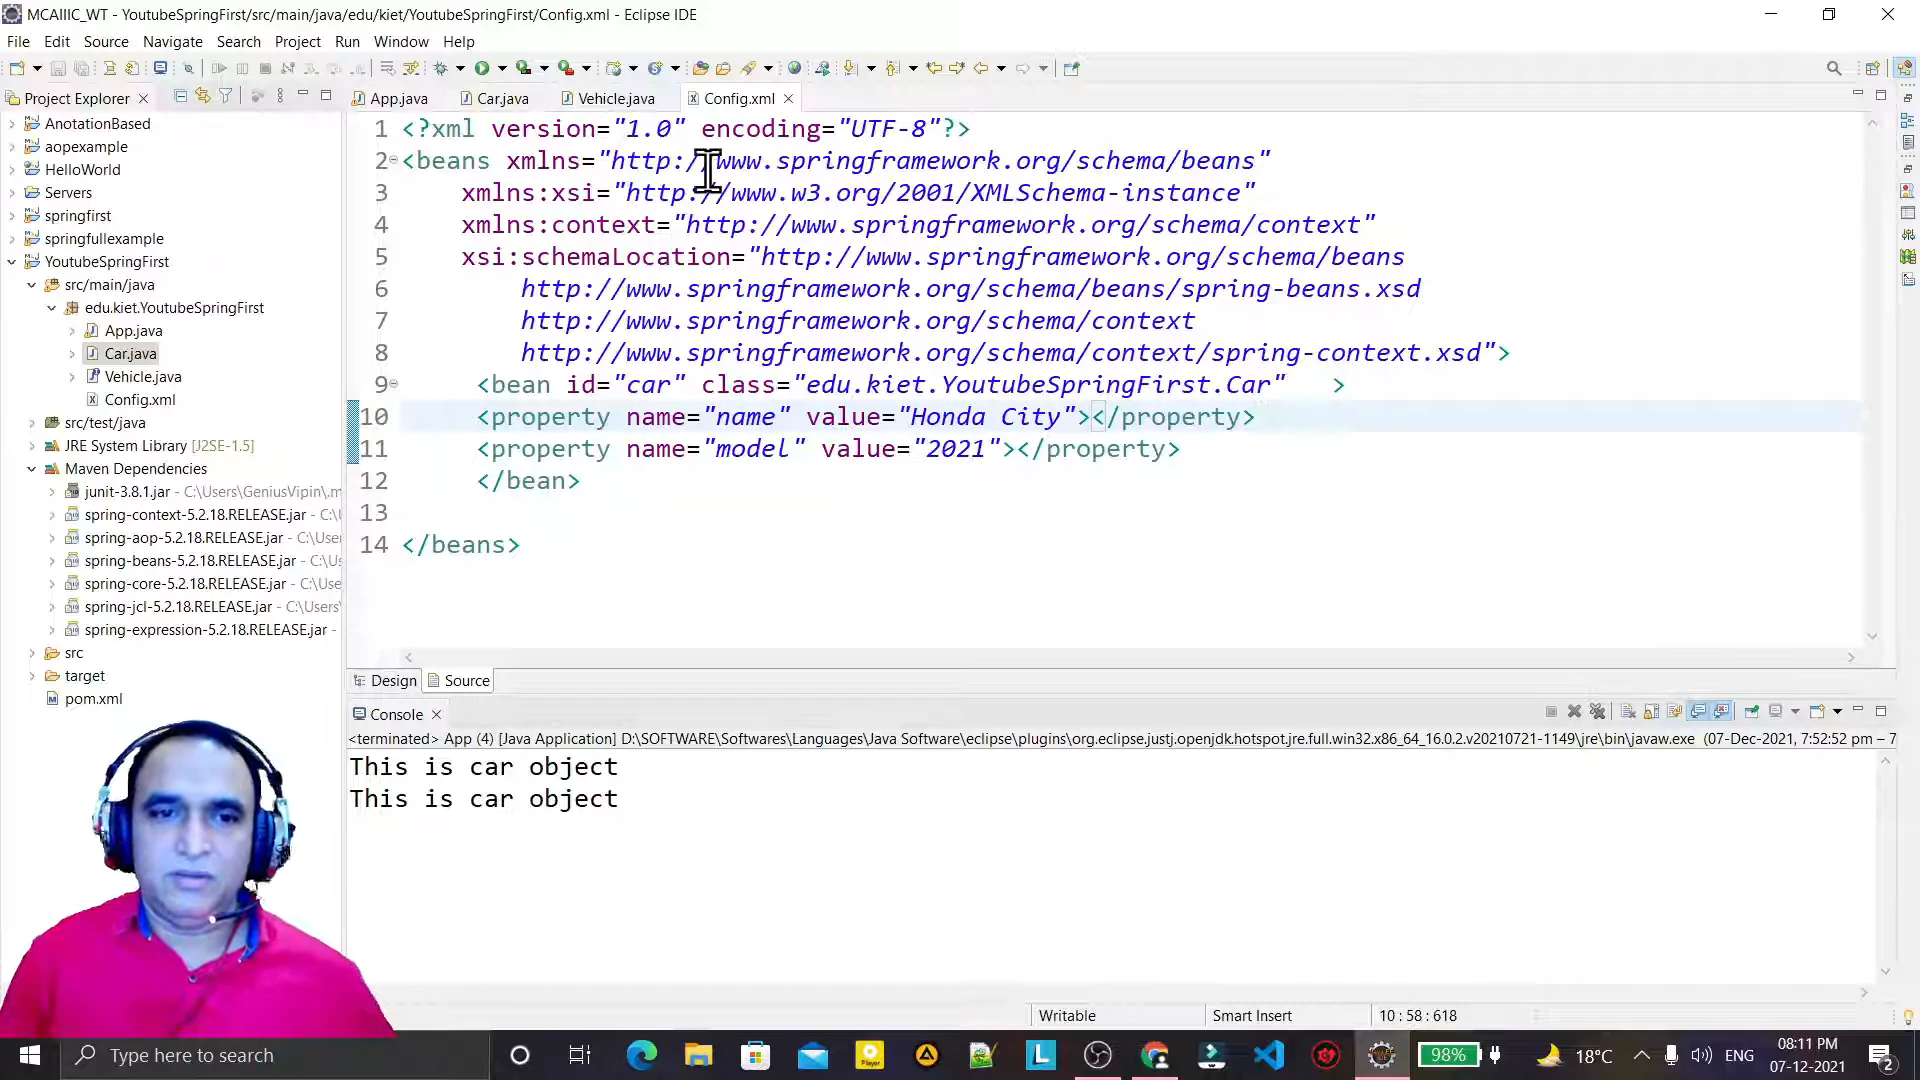 MCAIIIC_WT - YoutubeSpringFirst/src/main/java/edu/kiet/YoutubeSpringFirst/Config.xml - Eclipse IDE
File Edit Source Navigate Search Project Run Window Help
Project Explorer
App.java Car.java Vehicle.java Config.xml
AnotationBased
aopexample
HelloWorld
Servers
springfirst
springfullexample
YoutubeSpringFirst
src/main/java
edu.kiet.YoutubeSpringFirst
App.java
Car.java
Vehicle.java
Config.xml
src/test/java
JRE System Library [J2SE-1.5]
Maven Dependencies
junit-3.8.1.jar - C:\Users\GeniusVipin\.m
spring-context-5.2.18.RELEASE.jar - C:\U
spring-aop-5.2.18.RELEASE.jar - C:\User
spring-beans-5.2.18.RELEASE.jar - C:\Us
spring-core-5.2.18.RELEASE.jar - C:\Use
spring-jcl-5.2.18.RELEASE.jar - C:\Users\
spring-expression-5.2.18.RELEASE.jar -
src
target
pom.xml
1 <?xml version="1.0" encoding="UTF-8"?>
2 <beans xmlns="http://www.springframework.org/schema/beans"
3 xmlns:xsi="http://www.w3.org/2001/XMLSchema-instance"
4 xmlns:context="http://www.springframework.org/schema/context"
5 xsi:schemaLocation="http://www.springframework.org/schema/beans
6 http://www.springframework.org/schema/beans/spring-beans.xsd
7 http://www.springframework.org/schema/context
8 http://www.springframework.org/schema/context/spring-context.xsd">
9 <bean id="car" class="edu.kiet.YoutubeSpringFirst.Car" >
10 <property name="name" value="Honda City"></property>
11 <property name="model" value="2021"></property>
12 </bean>
13
14 </beans>
Design Source
Console
<terminated> App (4) [Java Application] D:\SOFTWARE\Softwares\Languages\Java Software\eclipse\plugins\org.eclipse.justj.openjdk.hotspot.jre.full.win32.x86_64_16.0.2.v20210721-1149\jre\bin\javaw.exe (07-Dec-2021, 7:52:52 pm – 7
This is car object
This is car object
Writable Smart Insert 10 : 58 : 618
Type here to search
98% 18°C ENG 08:11 PM
07-12-2021
2